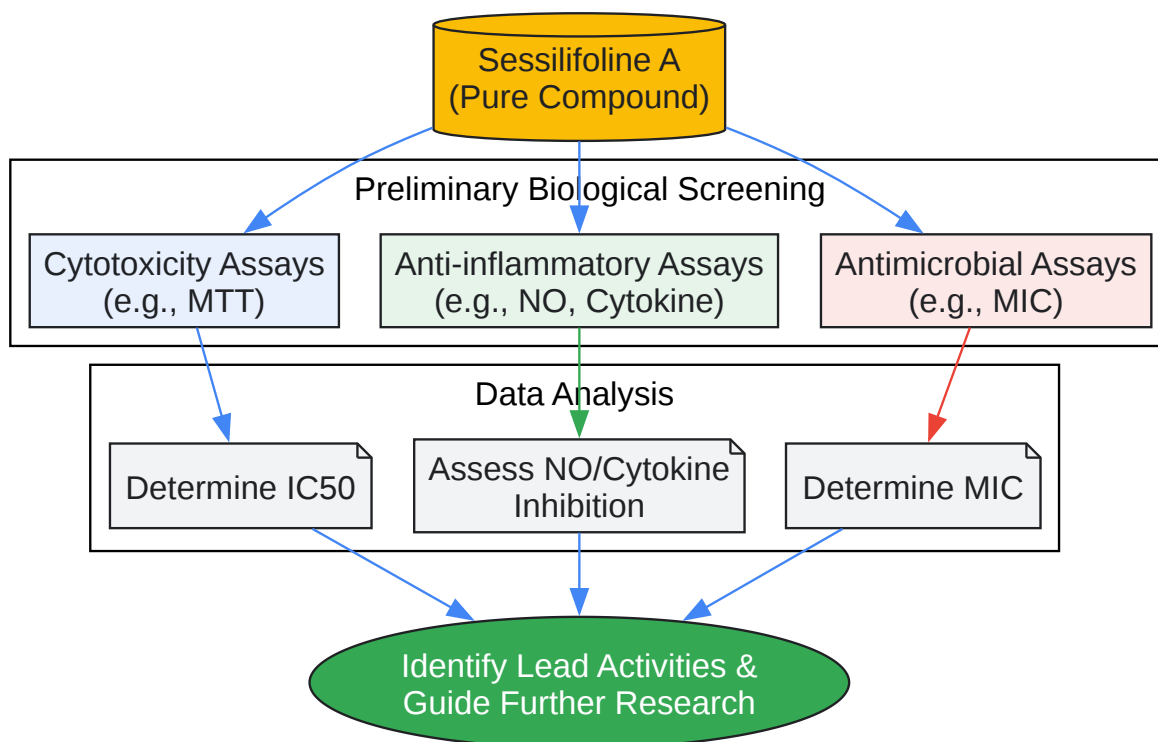 Sessilifoline A
(Pure Compound)
Preliminary Biological Screening
Cytotoxicity Assays
(e.g., MTT)
Anti-inflammatory Assays
(e.g., NO, Cytokine)
Antimicrobial Assays
(e.g., MIC)
Data Analysis
Determine IC50
Assess NO/Cytokine
Inhibition
Determine MIC
Identify Lead Activities &
Guide Further Research